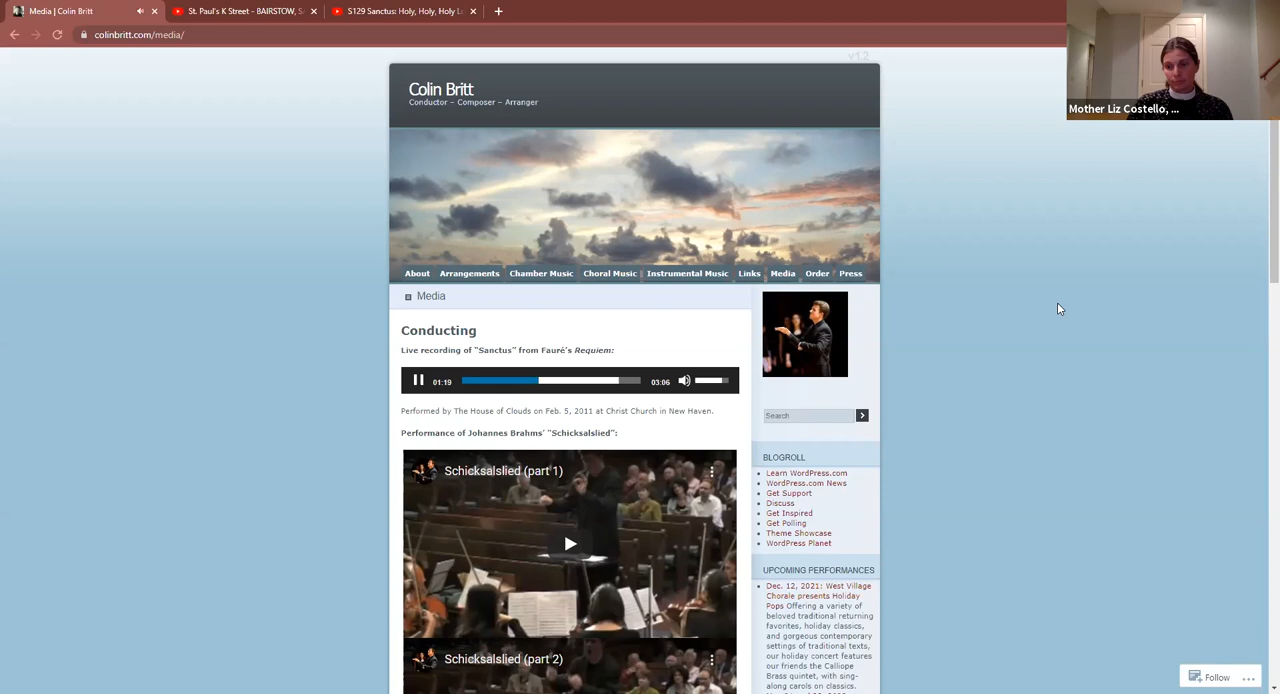 Media | Colin Britt
St. Paul's K Street - BAIRSTOW, S
S129 Sanctus: Holy, Holy, Holy L
colinbritt.com/media/
Mother Liz Costello, ...
v1.2
Colin Britt
Conductor – Composer – Arranger
About Arrangements Chamber Music Choral Music Instrumental Music Links Media Order Press
Media
Conducting
Live recording of "Sanctus" from Fauré's Requiem:
01:19
03:06
Performed by The House of Clouds on Feb. 5, 2011 at Christ Church in New Haven.
Performance of Johannes Brahms' "Schicksalslied":
Schicksalslied (part 1)
Schicksalslied (part 2)
Search
BLOGROLL
Learn WordPress.com
WordPress.com News
Get Support
Discuss
Get Inspired
Get Polling
Theme Showcase
WordPress Planet
UPCOMING PERFORMANCES
Dec. 12, 2021: West Village
Chorale presents Holiday
Pops Offering a variety of
beloved traditional returning
favorites, holiday classics,
and gorgeous contemporary
settings of traditional texts,
our holiday concert features
our friends the Calliope
Brass quintet, with sing-
along carols on classics.
Follow ...